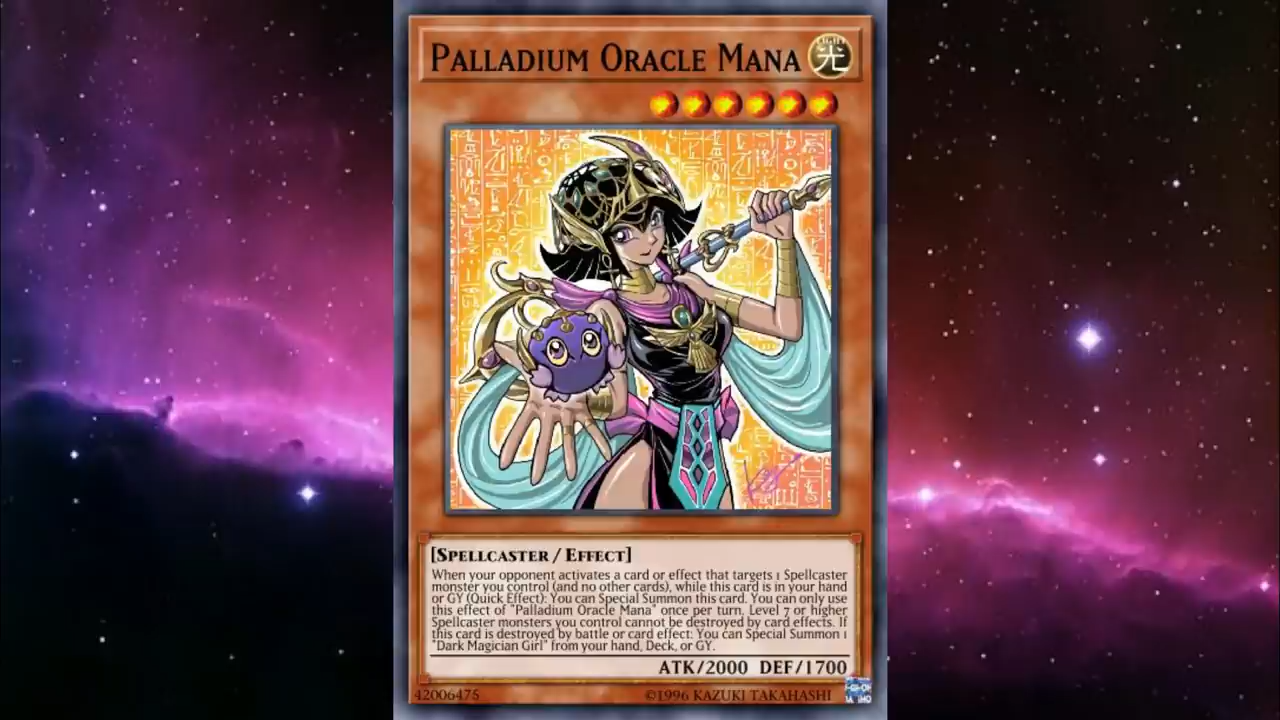 PALLADIUM ORACLE MANA
LIGHT
光
[SPELLCASTER / EFFECT]
When your opponent activates a card or effect that targets 1 Spellcaster
monster you control (and no other cards), while this card is in your hand
or GY (Quick Effect): You can Special Summon this card. You can only use
this effect of "Palladium Oracle Mana" once per turn. Level 7 or higher
Spellcaster monsters you control cannot be destroyed by card effects. If
this card is destroyed by battle or card effect: You can Special Summon 1
"Dark Magician Girl" from your hand, Deck, or GY.
ATK/2000 DEF/1700
42006475
©1996 KAZUKI TAKAHASHI